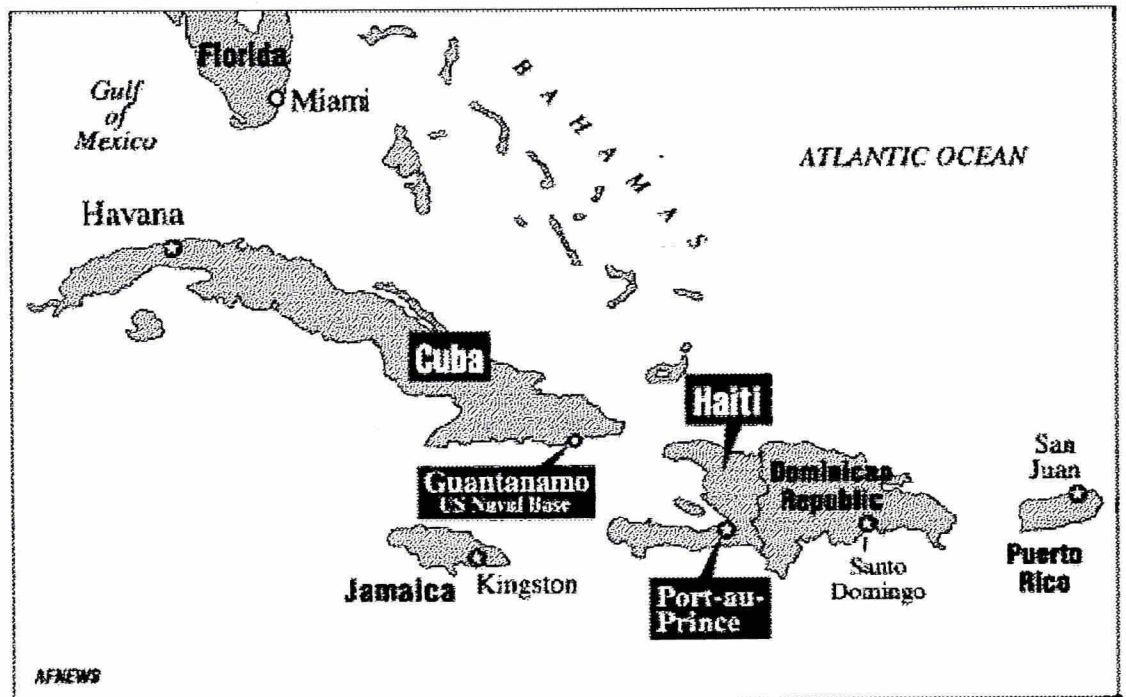 Florida
Gulf
of
Mexico
Miami
BAHAMAS
ATLANTIC OCEAN
Havana
Cuba
Haiti
Guantanamo
US Naval Base
San
Juan
Dominican
Republic
Jamaica
Kingston
Port-au-
Prince
Santo
Domingo
Puerto
Rico
AFNEWS